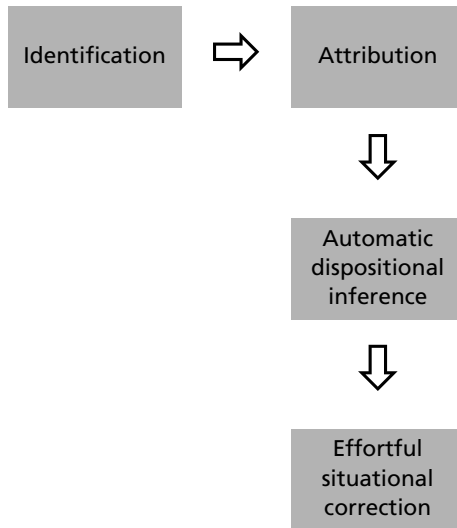 Identification
Attribution
Automatic
dispositional
inference
Effortful
situational
correction